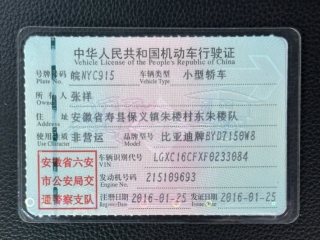 中华人民共和国机动车行驶证
Vehicle License of the People's Republic of China
号牌号码 皖NYC915 车辆类型 小型轿车
Plate No. Vehicle Type
所有人 张祥
Owner
住址 安徽省寿县保义镇朱楼村东朱楼队
Address
使用性质 非营运 品牌型号 比亚迪牌BYD7150W8
Use Character Model
安徽省六安
市公安局交
通警察支队
车辆识别代号 LGXC16CFXF0233084
VIN
发动机号码 215109693
Engine No.
注册日期 2016-01-25 发证日期 2016-01-25
Register Date Issue Date